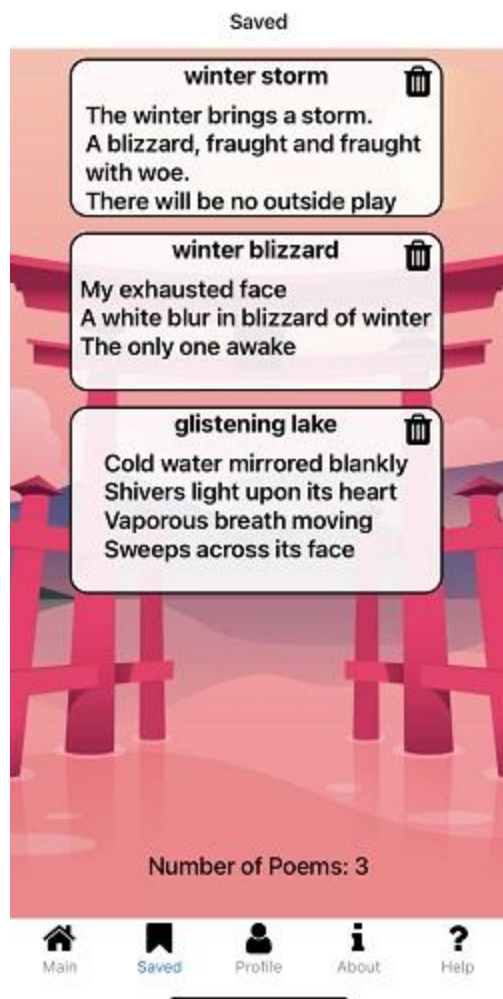 Saved
winter storm
The winter brings a storm.
A blizzard, fraught and fraught
with woe.
There will be no outside play
winter blizzard
My exhausted face
A white blur in blizzard of winter
The only one awake
glistening lake
Cold water mirrored blankly
Shivers light upon its heart
Vaporous breath moving
Sweeps across its face
Number of Poems: 3
Main
Saved
Profile
About
Help